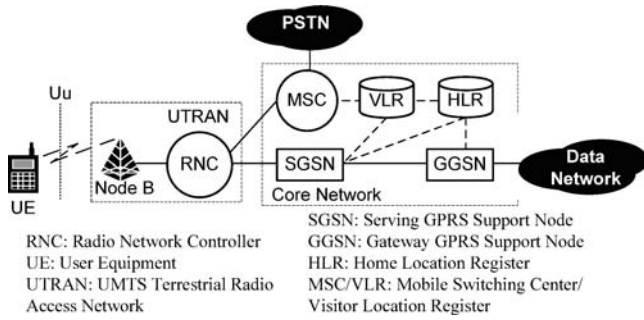 PSTN
Uu
UTRAN
MSC
VLR
HLR
Node B
RNC
SGSN
GGSN
Data
Network
UE
Core Network
RNC: Radio Network Controller
UE: User Equipment
UTRAN: UMTS Terrestrial Radio
Access Network
SGSN: Serving GPRS Support Node
GGSN: Gateway GPRS Support Node
HLR: Home Location Register
MSC/VLR: Mobile Switching Center/
Visitor Location Register